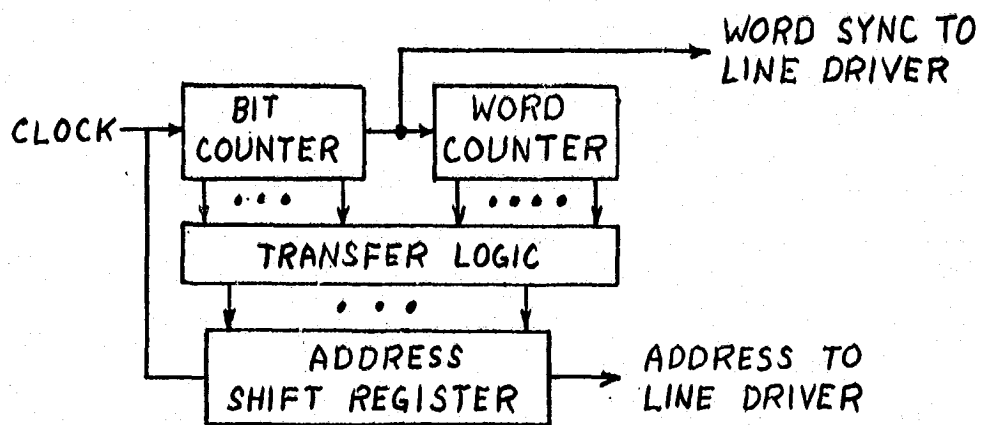 WORD SYNC TO
LINE DRIVER
CLOCK
BIT
COUNTER
WORD
COUNTER
TRANSFER LOGIC
ADDRESS
SHIFT REGISTER
ADDRESS TO
LINE DRIVER